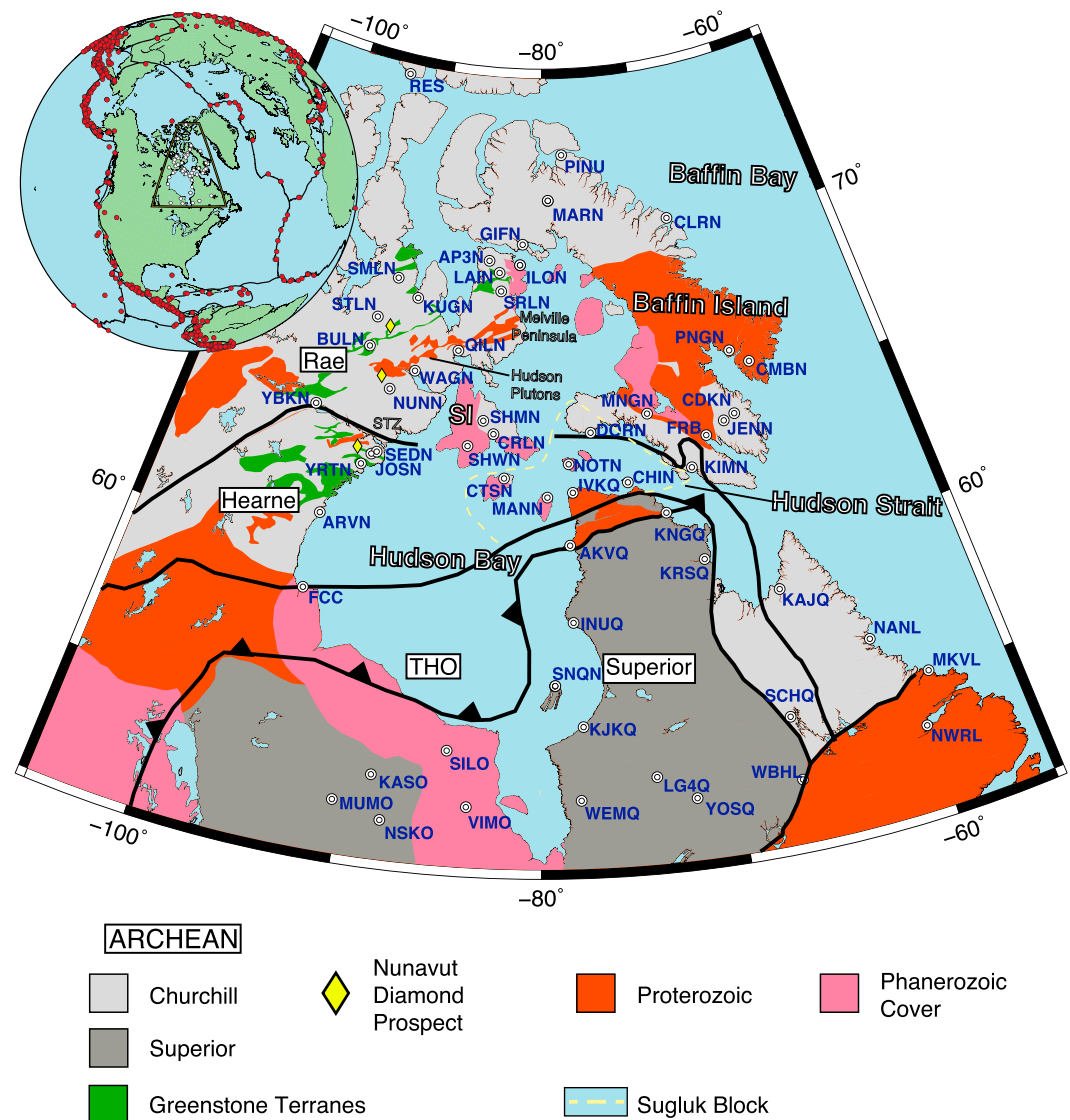 −100°
−80°
−60°
RES
PINU
Baffin Bay
70°
MARN
CLRN
GIFN
AP3N
SMLN
LAIN
ILON
STLN
KUGN
SRLN
Baffin Island
Melville
Peninsula
BULN
QILN
PNGN
Rae
CMBN
WAGN
Hudson
Plutons
YBKN
NUNN
MNGN
CDKN
SI
STZ
SHMN
DORN
FRB
JENN
CRLN
SEDN
SHWN
YRTN
JOSN
NOTN
KIMN
CTSN
IVKQ
CHIN
60°
60°
Hearne
MANN
Hudson Strait
ARVN
KNGQ
Hudson Bay
AKVQ
KRSQ
FCC
KAJQ
INUQ
NANL
THO
Superior
MKVL
SNQN
SCHQ
KJKQ
NWRL
SILO
WBHL
KASO
LG4Q
MUMO
YOSQ
NSKO
VIMO
WEMQ
−100°
−60°
−80°
ARCHEAN
Churchill
Nunavut
Diamond
Prospect
Proterozoic
Phanerozoic
Cover
Superior
Greenstone Terranes
Sugluk Block